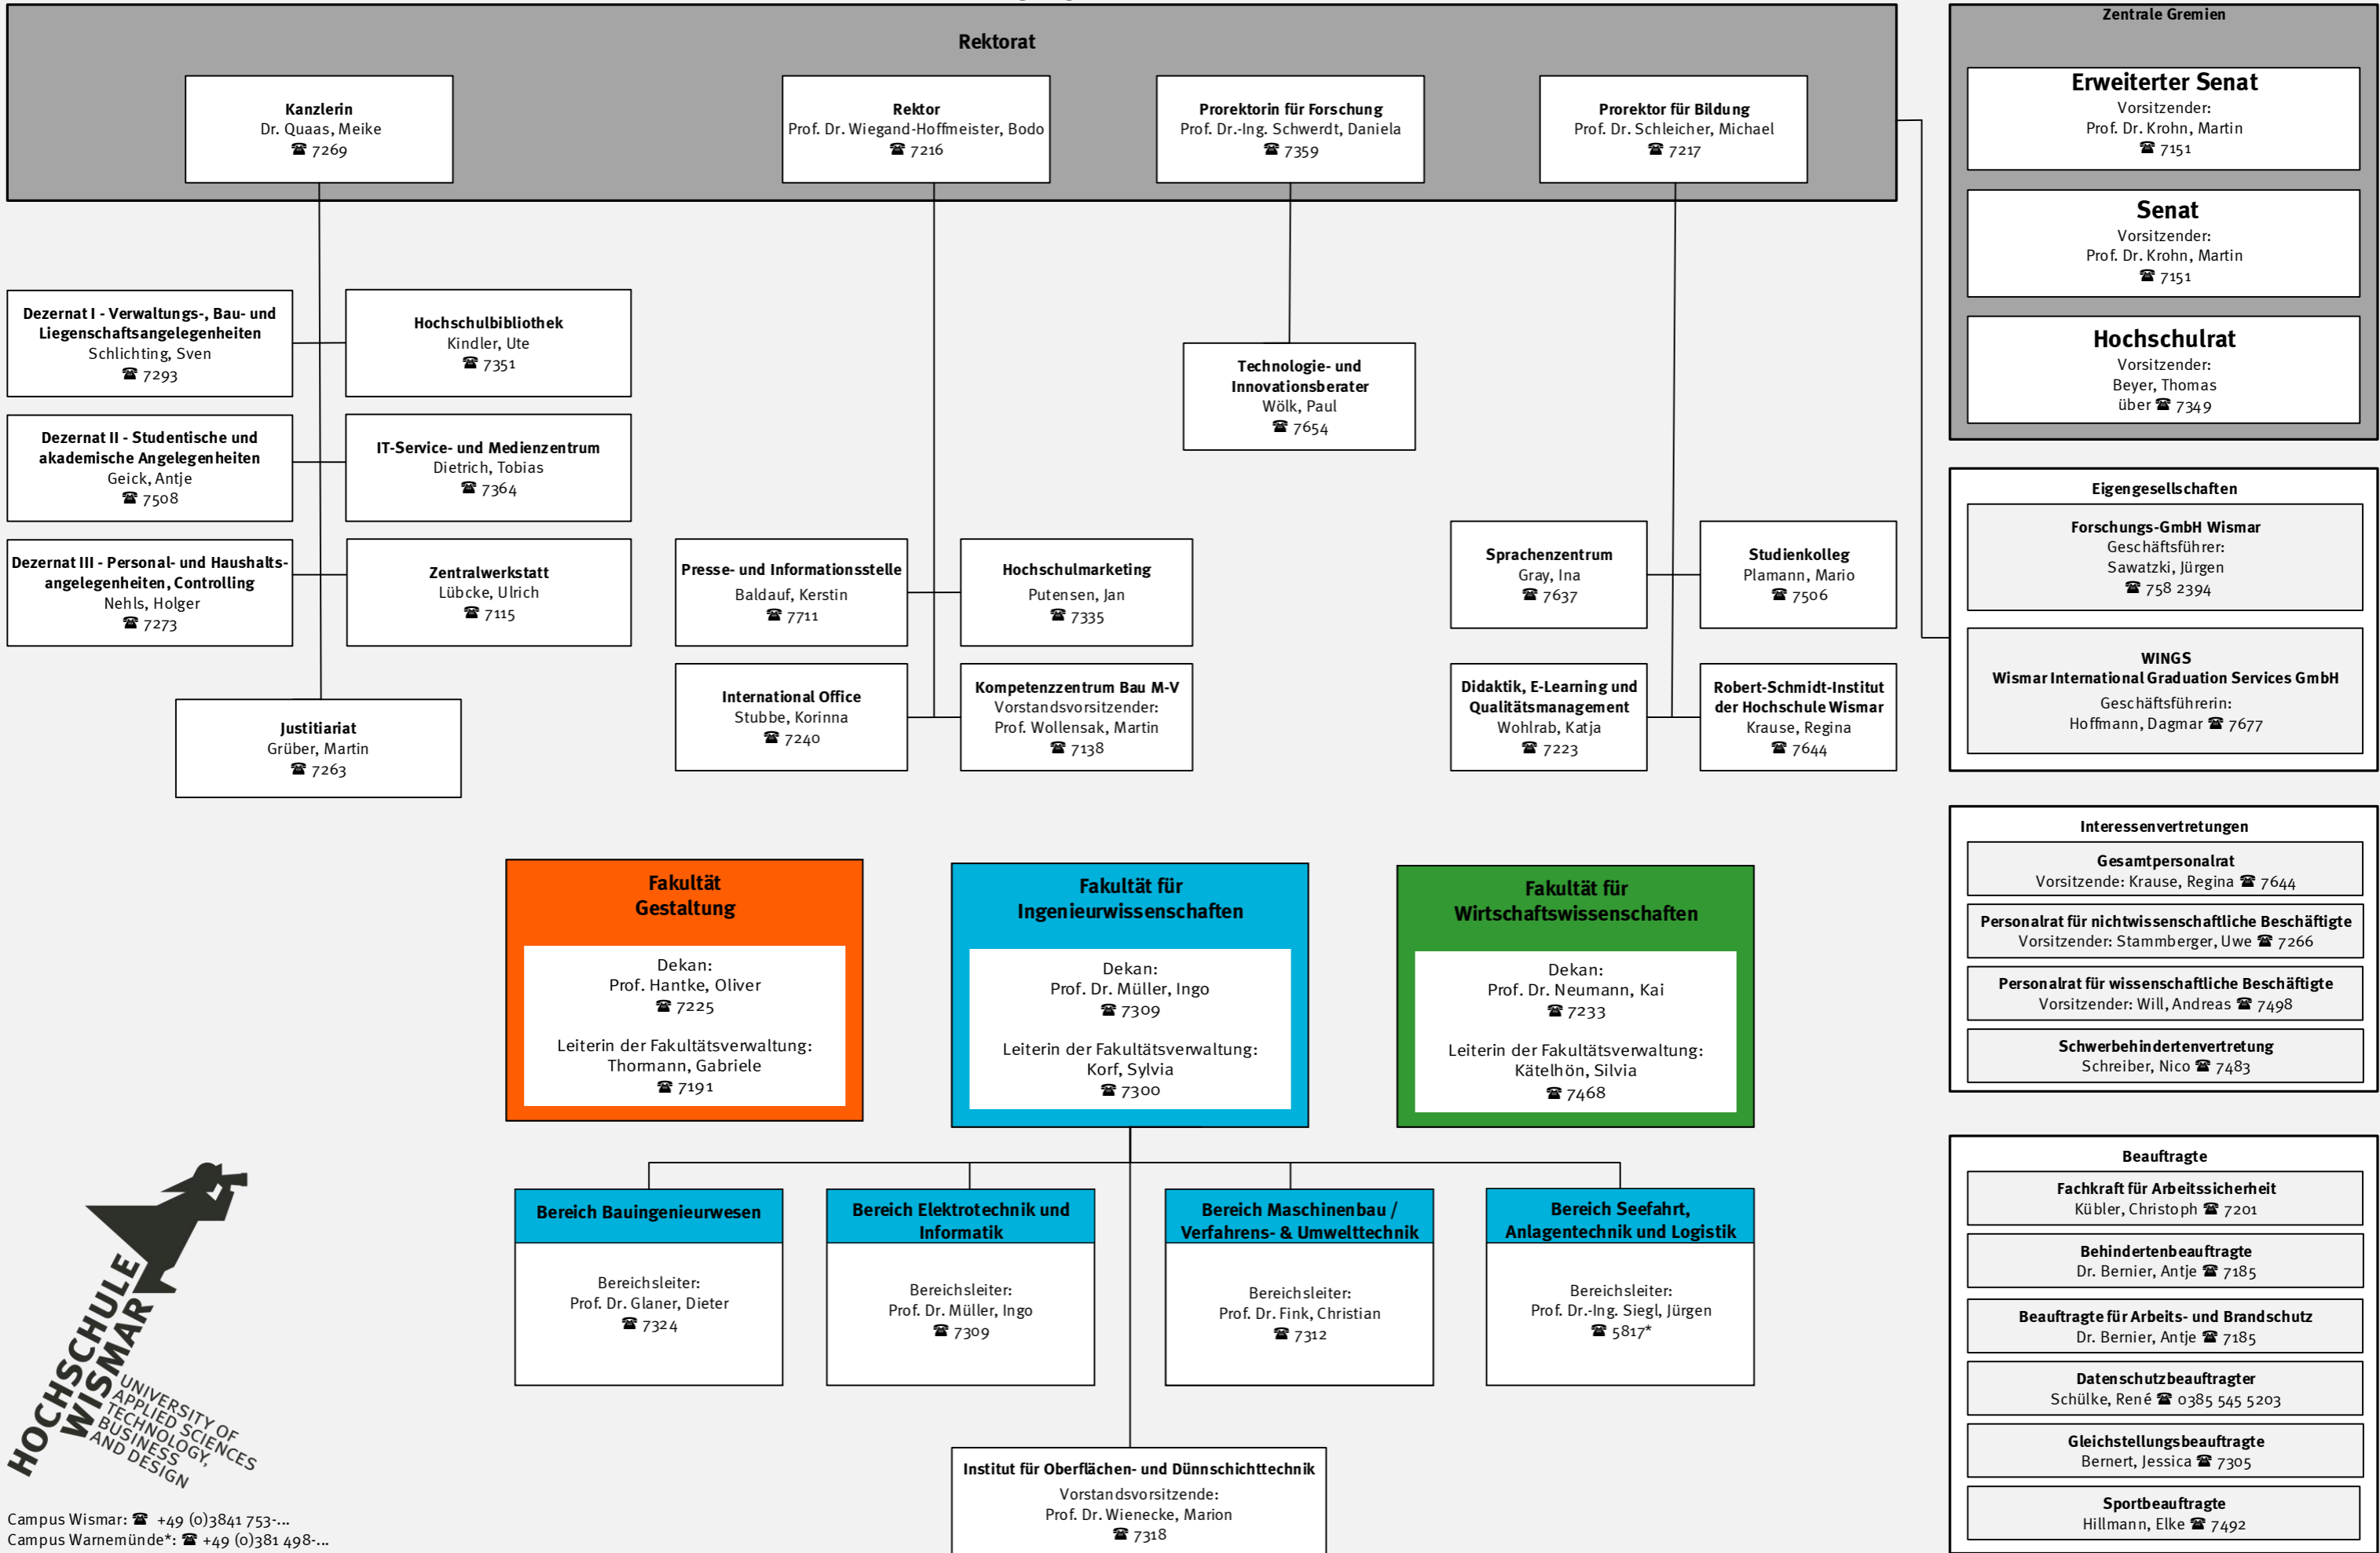 Rektorat
Kanzlerin
Dr. Quaas, Meike
☎ 7269
Rektor
Prof. Dr. Wiegand-Hoffmeister, Bodo
☎ 7216
Prorektorin für Forschung
Prof. Dr.-Ing. Schwerdt, Daniela
☎ 7359
Prorektor für Bildung
Prof. Dr. Schleicher, Michael
☎ 7217
Dezernat I - Verwaltungs-, Bau- und
Liegenschaftsangelegenheiten
Schlichting, Sven
☎ 7293
Hochschulbibliothek
Kindler, Ute
☎ 7351
Dezernat II - Studentische und
akademische Angelegenheiten
Geick, Antje
☎ 7508
IT-Service- und Medienzentrum
Dietrich, Tobias
☎ 7364
Dezernat III - Personal- und Haushalts-
angelegenheiten, Controlling
Nehls, Holger
☎ 7273
Zentralwerkstatt
Lübcke, Ulrich
☎ 7115
Justitiariat
Grüber, Martin
☎ 7263
Presse- und Informationsstelle
Baldauf, Kerstin
☎ 7711
Hochschulmarketing
Putensen, Jan
☎ 7335
International Office
Stubbe, Korinna
☎ 7240
Kompetenzzentrum Bau M-V
Vorstandsvorsitzender:
Prof. Wollensak, Martin
☎ 7138
Technologie- und
Innovationsberater
Wölk, Paul
☎ 7654
Sprachenzentrum
Gray, Ina
☎ 7637
Studienkolleg
Plamann, Mario
☎ 7506
Didaktik, E-Learning und
Qualitätsmanagement
Wohlrab, Katja
☎ 7223
Robert-Schmidt-Institut
der Hochschule Wismar
Krause, Regina
☎ 7644
Zentrale Gremien
Erweiterter Senat
Vorsitzender:
Prof. Dr. Krohn, Martin
☎ 7151
Senat
Vorsitzender:
Prof. Dr. Krohn, Martin
☎ 7151
Hochschulrat
Vorsitzender:
Beyer, Thomas
über ☎ 7349
Eigengesellschaften
Forschungs-GmbH Wismar
Geschäftsführer:
Sawatzki, Jürgen
☎ 758 2394
WINGS
Wismar International Graduation Services GmbH
Geschäftsführerin:
Hoffmann, Dagmar ☎ 7677
Interessenvertretungen
Gesamtpersonalrat
Vorsitzende: Krause, Regina ☎ 7644
Personalrat für nichtwissenschaftliche Beschäftigte
Vorsitzender: Stammberger, Uwe ☎ 7266
Personalrat für wissenschaftliche Beschäftigte
Vorsitzender: Will, Andreas ☎ 7498
Schwerbehindertenvertretung
Schreiber, Nico ☎ 7483
Beauftragte
Fachkraft für Arbeitssicherheit
Kübler, Christoph ☎ 7201
Behindertenbeauftragte
Dr. Bernier, Antje ☎ 7185
Beauftragte für Arbeits- und Brandschutz
Dr. Bernier, Antje ☎ 7185
Datenschutzbeauftragter
Schülke, René ☎ 0385 545 5203
Gleichstellungsbeauftragte
Bernert, Jessica ☎ 7305
Sportbeauftragte
Hillmann, Elke ☎ 7492
Fakultät
Gestaltung
Dekan:
Prof. Hantke, Oliver
☎ 7225
Leiterin der Fakultätsverwaltung:
Thormann, Gabriele
☎ 7191
Fakultät für
Ingenieurwissenschaften
Dekan:
Prof. Dr. Müller, Ingo
☎ 7309
Leiterin der Fakultätsverwaltung:
Korf, Sylvia
☎ 7300
Fakultät für
Wirtschaftswissenschaften
Dekan:
Prof. Dr. Neumann, Kai
☎ 7233
Leiterin der Fakultätsverwaltung:
Kätelhön, Silvia
☎ 7468
Bereich Bauingenieurwesen
Bereichsleiter:
Prof. Dr. Glaner, Dieter
☎ 7324
Bereich Elektrotechnik und
Informatik
Bereichsleiter:
Prof. Dr. Müller, Ingo
☎ 7309
Bereich Maschinenbau /
Verfahrens- & Umwelttechnik
Bereichsleiter:
Prof. Dr. Fink, Christian
☎ 7312
Bereich Seefahrt,
Anlagentechnik und Logistik
Bereichsleiter:
Prof. Dr.-Ing. Siegl, Jürgen
☎ 5817*
Institut für Oberflächen- und Dünnschichttechnik
Vorstandsvorsitzende:
Prof. Dr. Wienecke, Marion
☎ 7318
HOCHSCHULE
WISMAR
UNIVERSITY OF
APPLIED SCIENCES
TECHNOLOGY,
BUSINESS
AND DESIGN
Campus Wismar: ☎ +49 (0)3841 753-...
Campus Warnemünde*: ☎ +49 (0)381 498-...